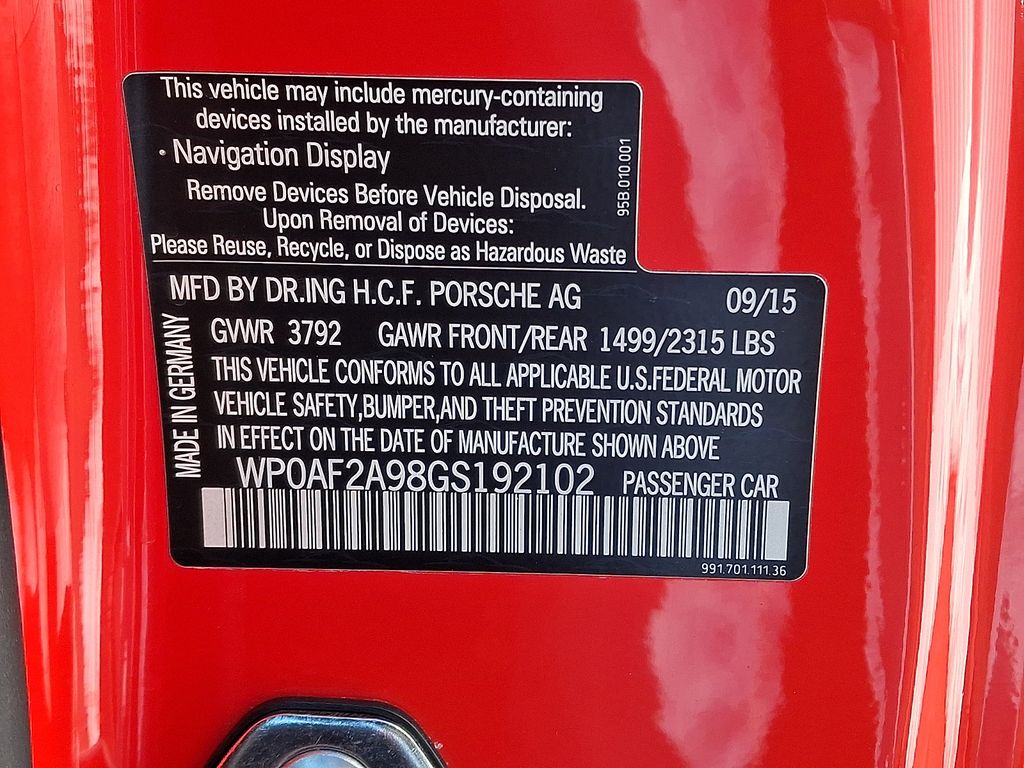 This vehicle may include mercury-containing
devices installed by the manufacturer:
· Navigation Display
Remove Devices Before Vehicle Disposal.
Upon Removal of Devices:
Please Reuse, Recycle, or Dispose as Hazardous Waste
95B.010.001
MFD BY DR.ING H.C.F. PORSCHE AG 09/15
GVWR 3792 GAWR FRONT/REAR 1499/2315 LBS
THIS VEHICLE CONFORMS TO ALL APPLICABLE U.S.FEDERAL MOTOR
VEHICLE SAFETY,BUMPER,AND THEFT PREVENTION STANDARDS
IN EFFECT ON THE DATE OF MANUFACTURE SHOWN ABOVE
MADE IN GERMANY
WP0AF2A98GS192102 PASSENGER CAR
991.701.111.36